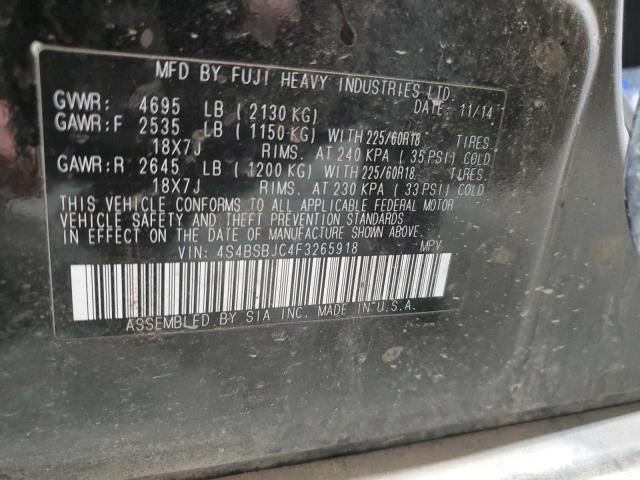 MFD BY FUJI HEAVY INDUSTRIES LTD.
GVWR: 4695 LB ( 2130 KG) DATE: 11/14
GAWR:F 2535 LB ( 1150 KG) WITH 225/60R18 TIRES.
18X7J RIMS. AT 240 KPA ( 35 PSI) COLD
GAWR:R 2645 LB ( 1200 KG) WITH 225/60R18 TIRES.
18X7J RIMS. AT 230 KPA ( 33 PSI) COLD
THIS VEHICLE CONFORMS TO ALL APPLICABLE FEDERAL MOTOR
VEHICLE SAFETY AND THEFT PREVENTION STANDARDS
IN EFFECT ON THE DATE OF MANUFACTURE SHOWN ABOVE.
VIN: 4S4BSBJC4F3265918 MPV
ASSEMBLED BY SIA INC. MADE IN U.S.A.